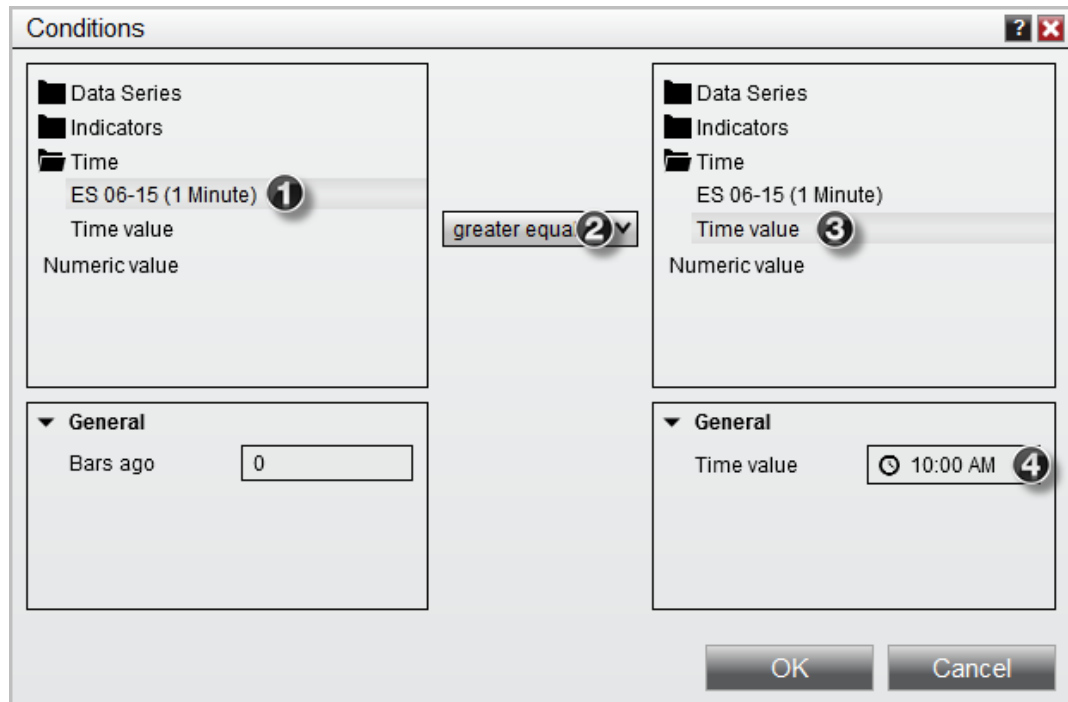 Conditions
?
Data Series
Indicators
Time
ES 06-15 (1 Minute) 1
Time value
Numeric value
greater equa 2
Data Series
Indicators
Time
ES 06-15 (1 Minute)
Time value 3
Numeric value
General
Bars ago 0
General
Time value 10:00 AM 4
OK Cancel